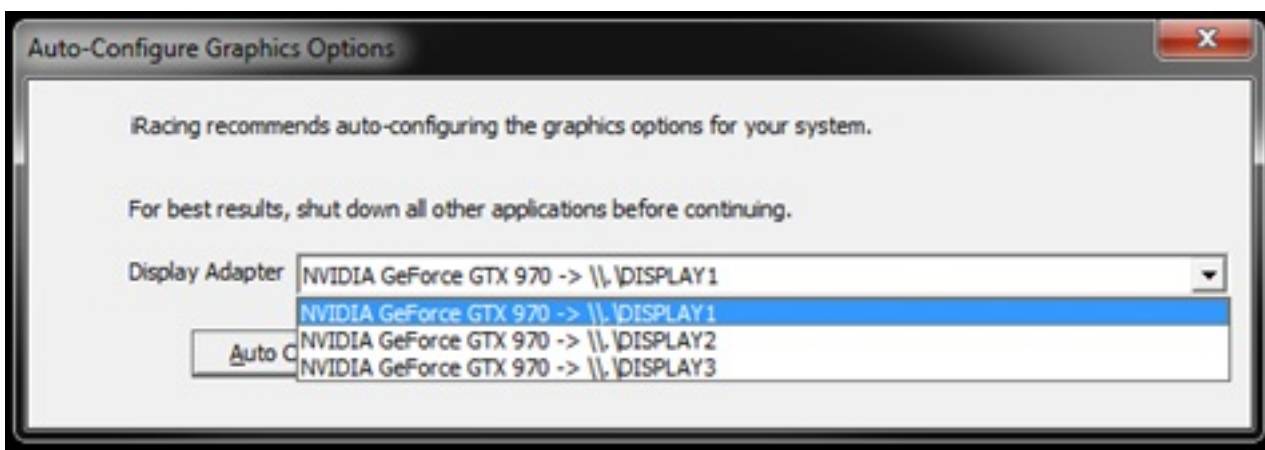 Auto-Configure Graphics Options
iRacing recommends auto-configuring the graphics options for your system.
For best results, shut down all other applications before continuing.
Display Adapter NVIDIA GeForce GTX 970 -> \\.\DISPLAY1
NVIDIA GeForce GTX 970 -> \\.\DISPLAY1
NVIDIA GeForce GTX 970 -> \\.\DISPLAY2
Auto
NVIDIA GeForce GTX 970 -> \\.\DISPLAY3